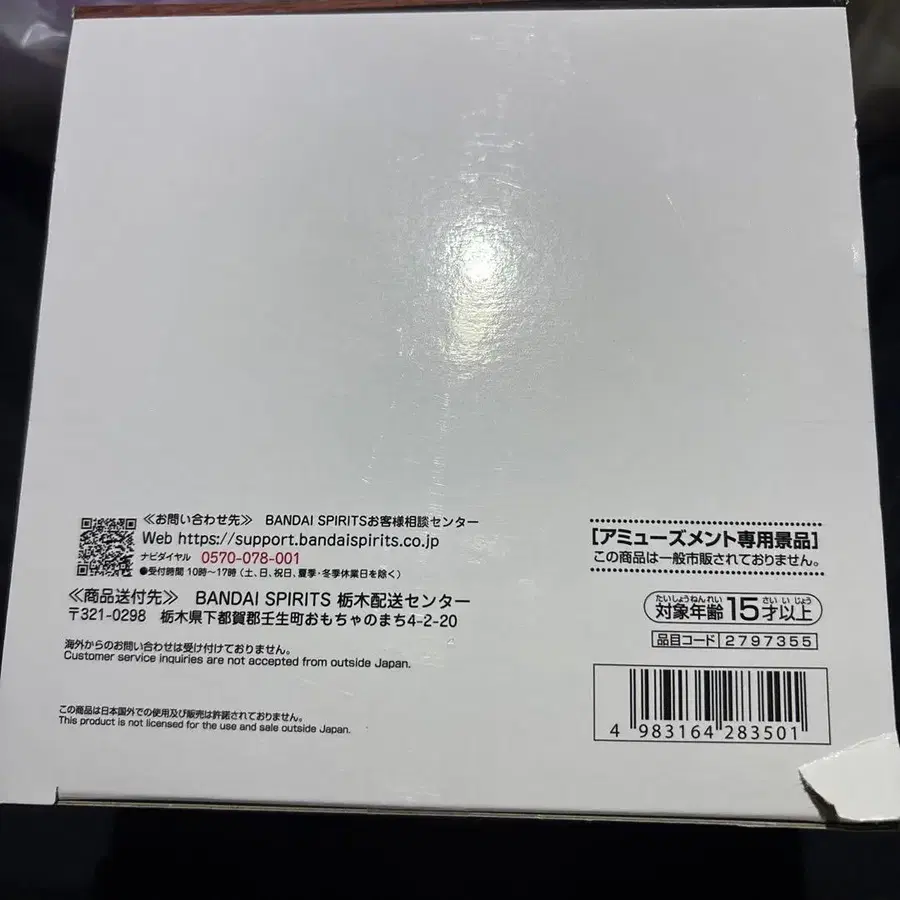 ≪お問い合わせ先≫ BANDAI SPIRITSお客様相談センター
Web https://support.bandaispirits.co.jp
ナビダイヤル 0570-078-001
●受付時間 10時～17時（土、日、祝日、夏季・冬季休業日を除く）
≪商品送付先≫ BANDAI SPIRITS 栃木配送センター
〒321-0298 栃木県下都賀郡壬生町おもちゃのまち4-2-20
海外からのお問い合わせは受け付けておりません。
Customer service inquiries are not accepted from outside Japan.
この商品は日本国外での使用及び販売は許諾されておりません。
This product is not licensed for the use and sale outside Japan.
[アミューズメント専用景品]
この商品は一般市販されておりません。
たいしょうねんれい さい い じょう
対象年齢15才以上
品目コード 2797355
4 983164 283501